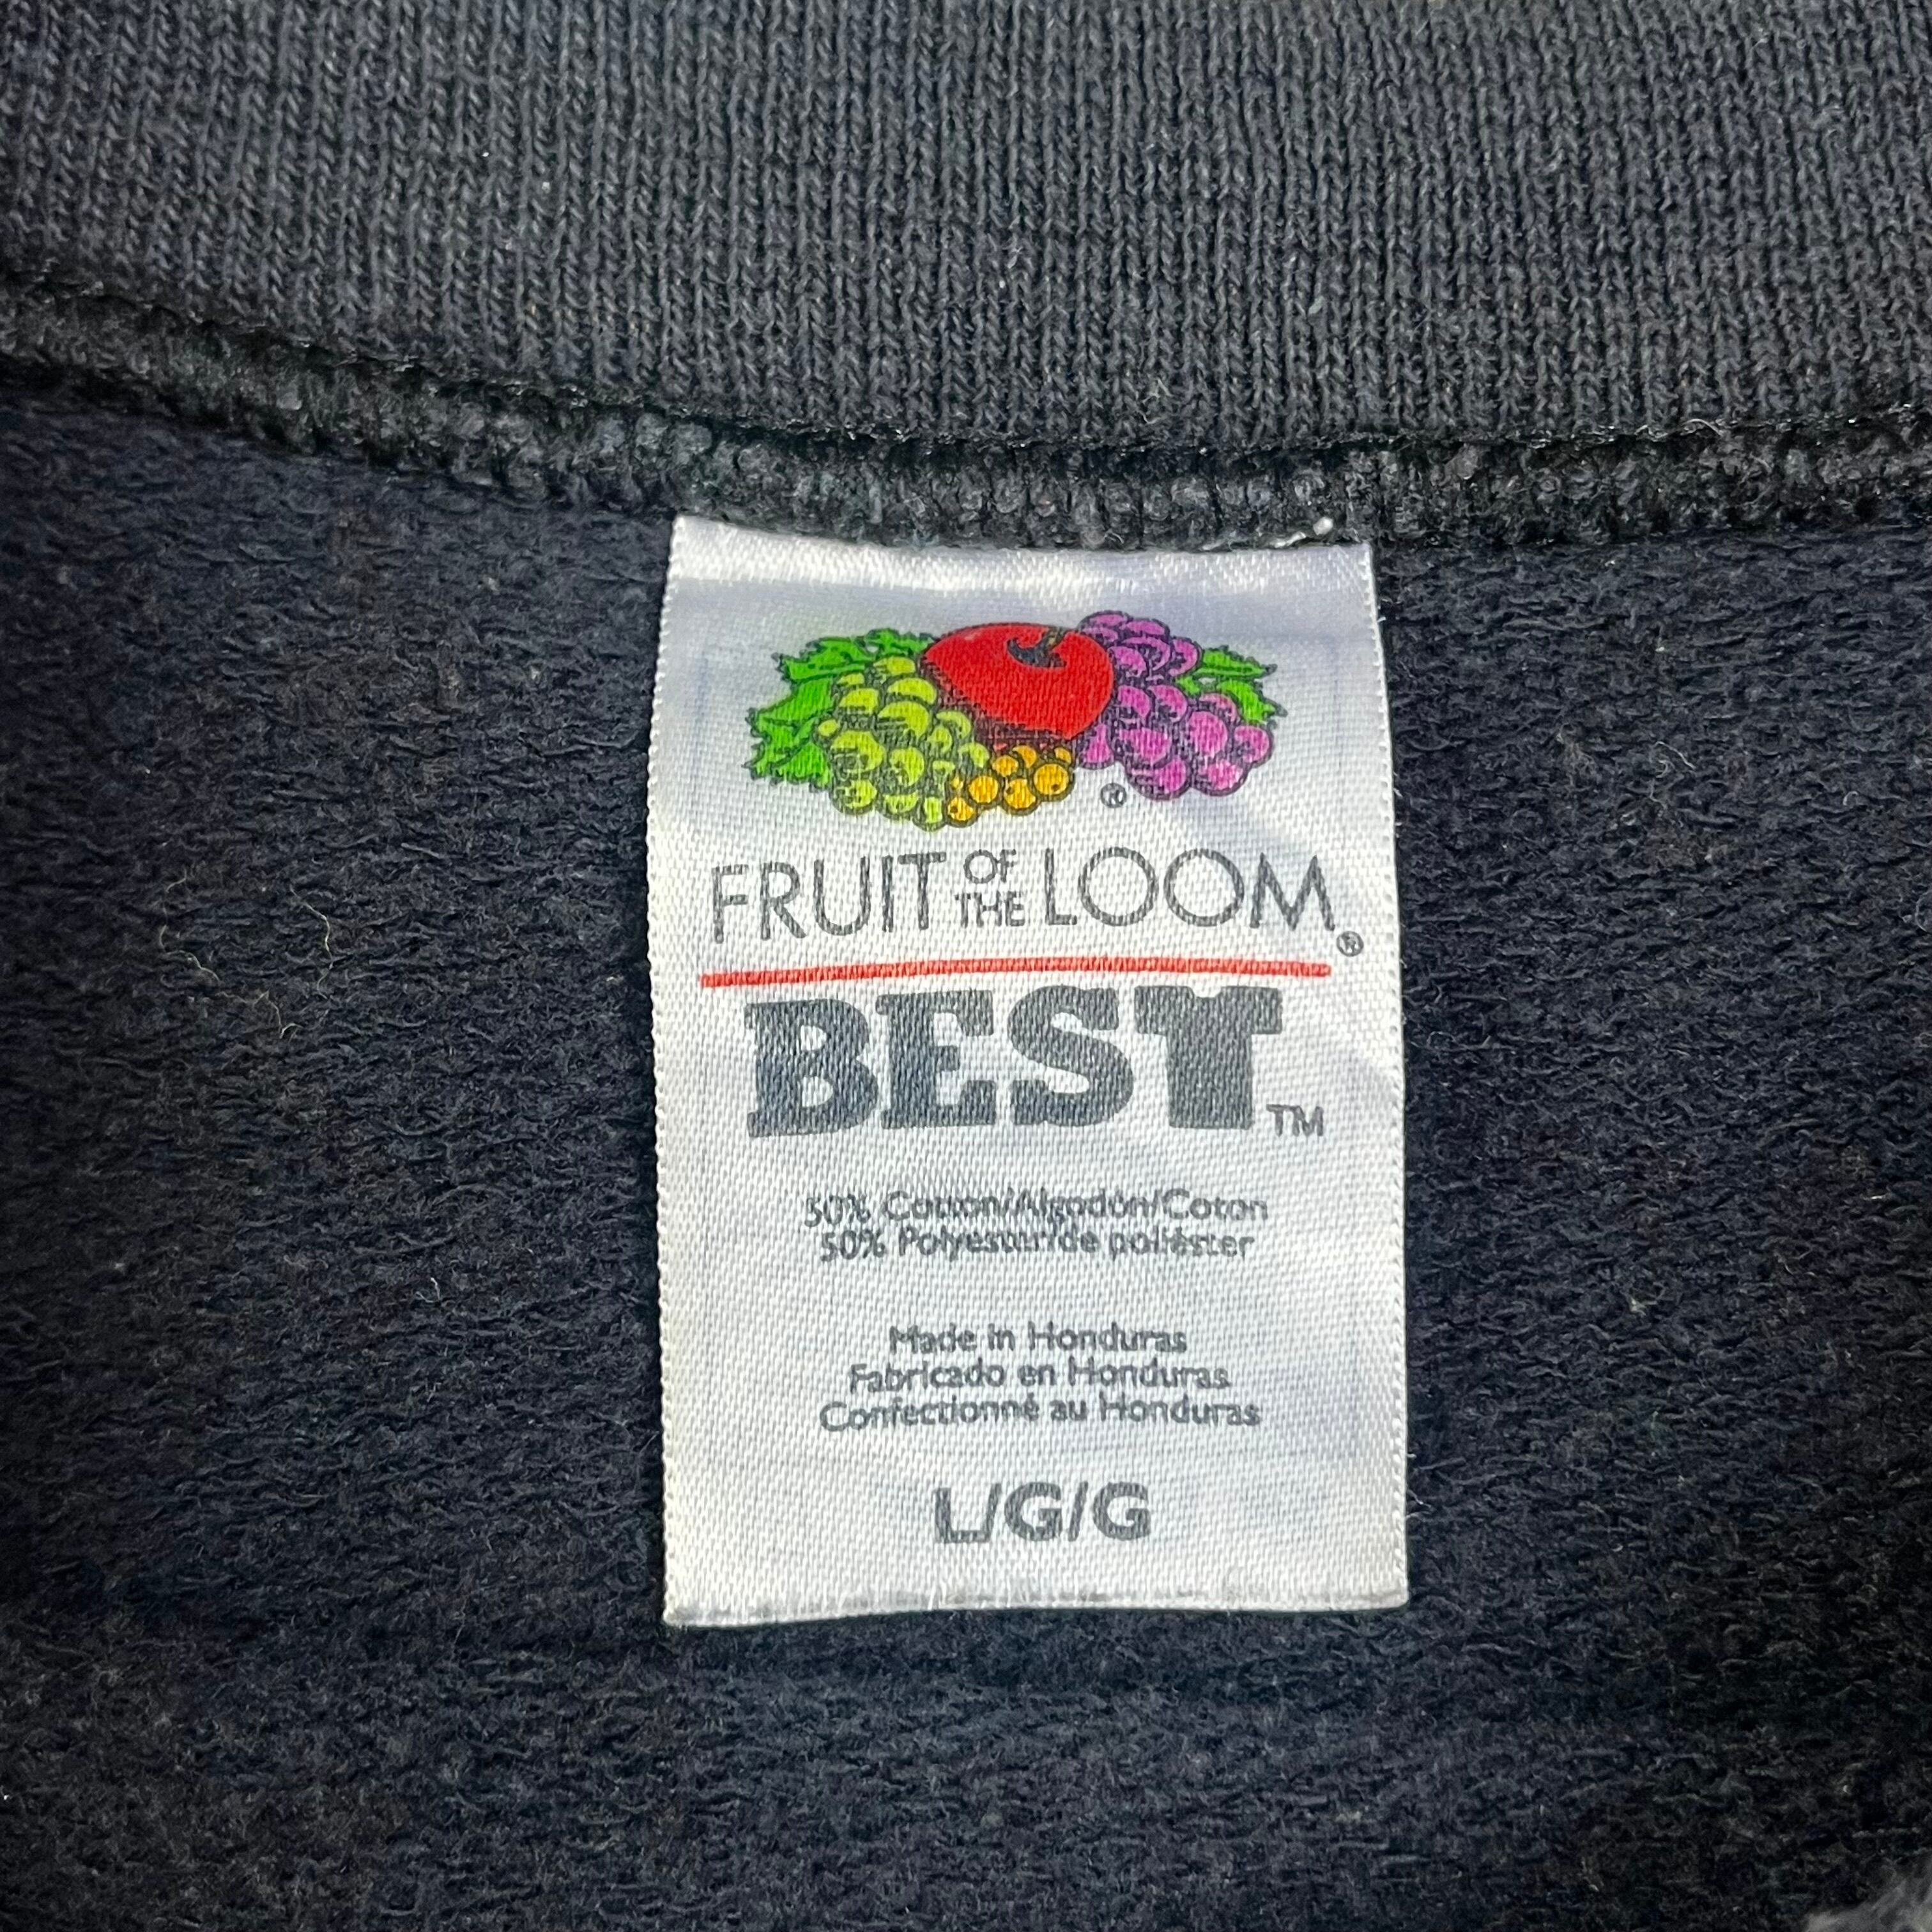 ®
FRUIT OF THE LOOM®
BEST™
50% Cotton/Algodón/Coton
50% Polyester/de poliéster
Made in Honduras
Fabricado en Honduras
Confectionné au Honduras
L/G/G